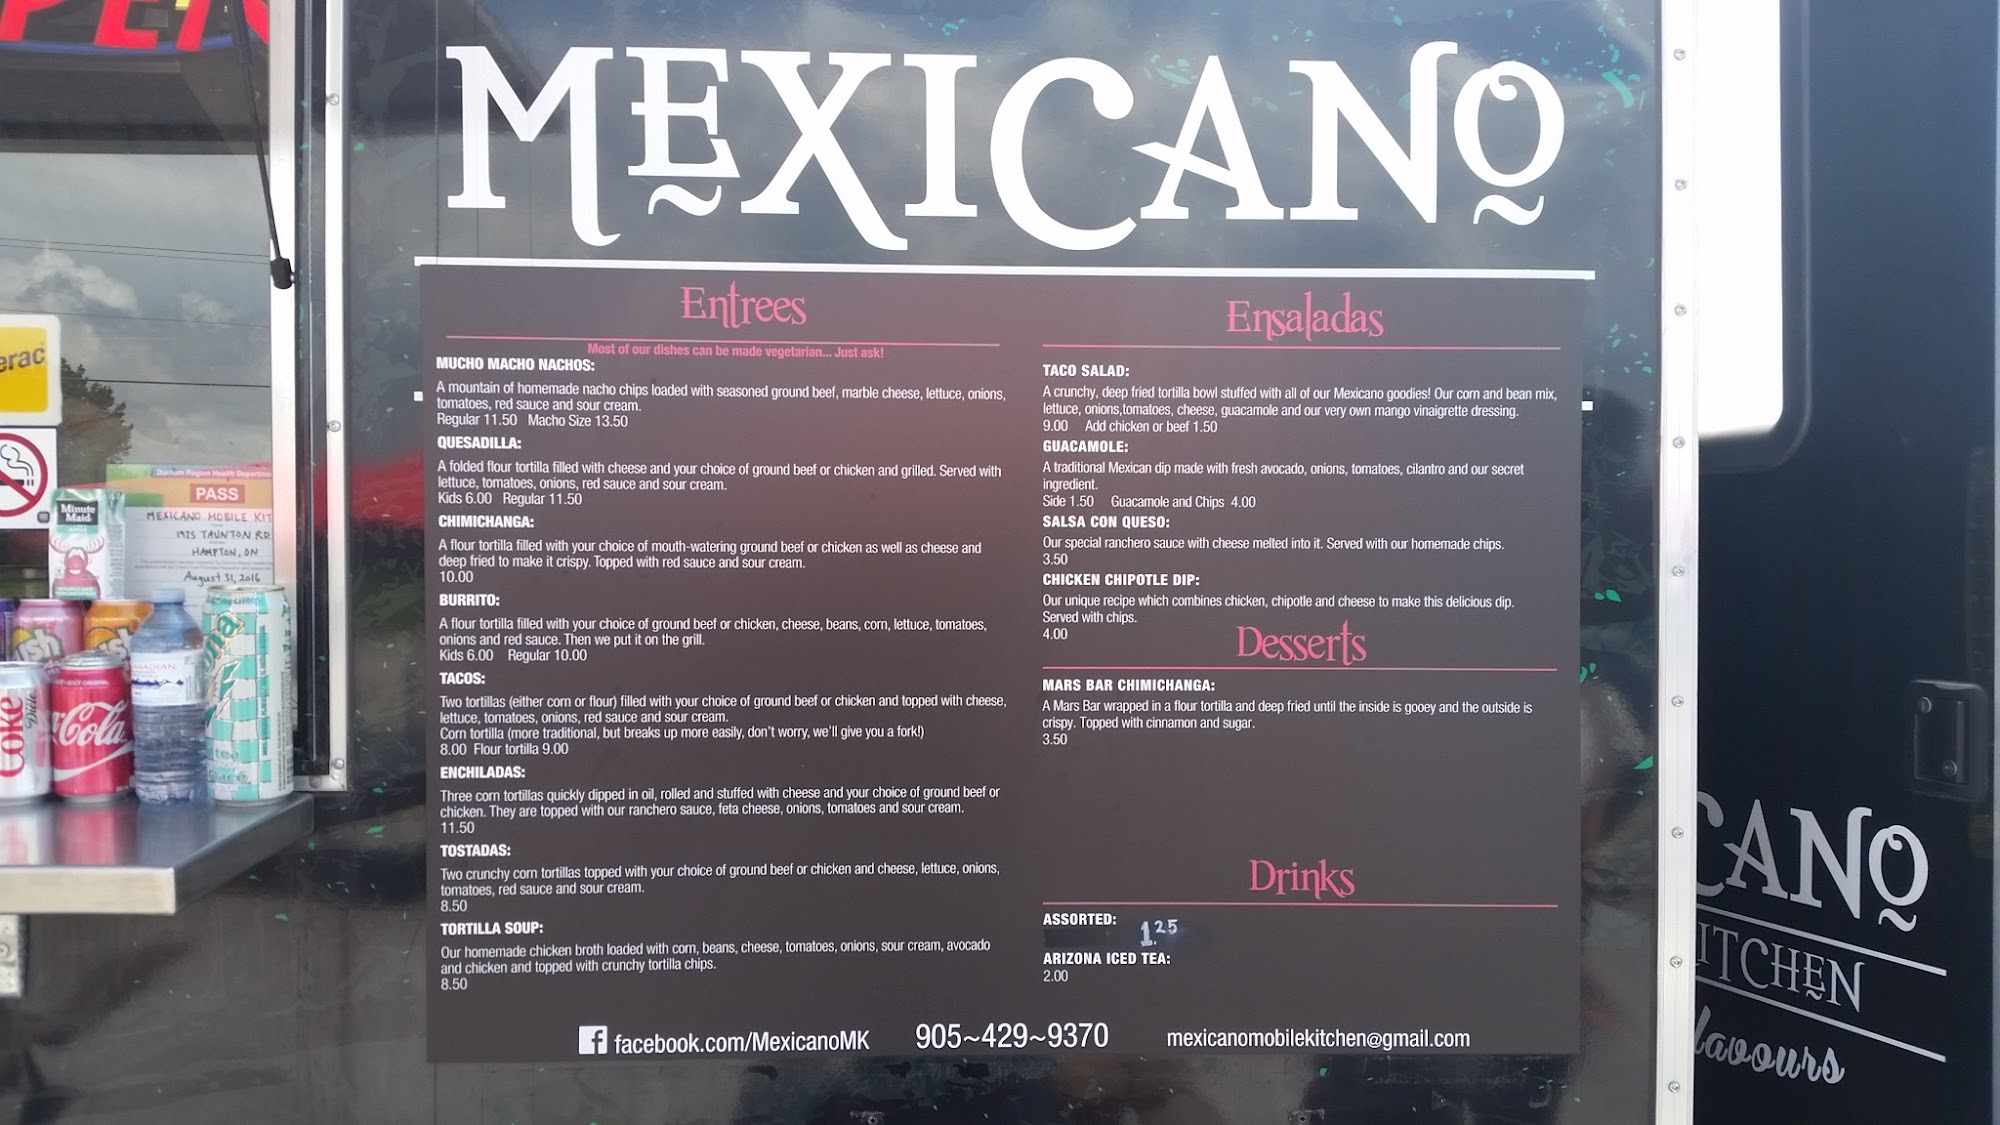 MEXICANO
Entrees
Most of our dishes can be made vegetarian... Just ask!
MUCHO MACHO NACHOS:
A mountain of homemade nacho chips loaded with seasoned ground beef, marble cheese, lettuce, onions,
tomatoes, red sauce and sour cream.
Regular 11.50 Macho Size 13.50
QUESADILLA:
A folded flour tortilla filled with cheese and your choice of ground beef or chicken and grilled. Served with
lettuce, tomatoes, onions, red sauce and sour cream.
Kids 6.00 Regular 11.50
CHIMICHANGA:
A flour tortilla filled with your choice of mouth-watering ground beef or chicken as well as cheese and
deep fried to make it crispy. Topped with red sauce and sour cream.
10.00
BURRITO:
A flour tortilla filled with your choice of ground beef or chicken, cheese, beans, corn, lettuce, tomatoes,
onions and red sauce. Then we put it on the grill.
Kids 6.00 Regular 10.00
TACOS:
Two tortillas (either corn or flour) filled with your choice of ground beef or chicken and topped with cheese,
lettuce, tomatoes, onions, red sauce and sour cream.
Corn tortilla (more traditional, but breaks up more easily, don't worry, we'll give you a fork!)
8.00 Flour tortilla 9.00
ENCHILADAS:
Three corn tortillas quickly dipped in oil, rolled and stuffed with cheese and your choice of ground beef or
chicken. They are topped with our ranchero sauce, feta cheese, onions, tomatoes and sour cream.
11.50
TOSTADAS:
Two crunchy corn tortillas topped with your choice of ground beef or chicken and cheese, lettuce, onions,
tomatoes, red sauce and sour cream.
8.50
TORTILLA SOUP:
Our homemade chicken broth loaded with corn, beans, cheese, tomatoes, onions, sour cream, avocado
and chicken and topped with crunchy tortilla chips.
8.50
Ensaladas
TACO SALAD:
A crunchy, deep fried tortilla bowl stuffed with all of our Mexicano goodies! Our corn and bean mix,
lettuce, onions,tomatoes, cheese, guacamole and our very own mango vinaigrette dressing.
9.00 Add chicken or beef 1.50
GUACAMOLE:
A traditional Mexican dip made with fresh avocado, onions, tomatoes, cilantro and our secret
ingredient.
Side 1.50 Guacamole and Chips 4.00
SALSA CON QUESO:
Our special ranchero sauce with cheese melted into it. Served with our homemade chips.
3.50
CHICKEN CHIPOTLE DIP:
Our unique recipe which combines chicken, chipotle and cheese to make this delicious dip.
Served with chips.
4.00
Desserts
MARS BAR CHIMICHANGA:
A Mars Bar wrapped in a flour tortilla and deep fried until the inside is gooey and the outside is
crispy. Topped with cinnamon and sugar.
3.50
Drinks
ASSORTED: 1.25
ARIZONA ICED TEA:
2.00
facebook.com/MexicanoMK 905~429~9370 mexicanomobilekitchen@gmail.com
PEN
erac
Durham Region Health Department
PASS
MEXICANO MOBILE KIT
1975 TAUNTON RD
HAMPTON, ON
August 31, 2016
Minute
Maid
APPLE
ush
ush
Coke
Coca-Cola
CANO
ITCHEN
lavours